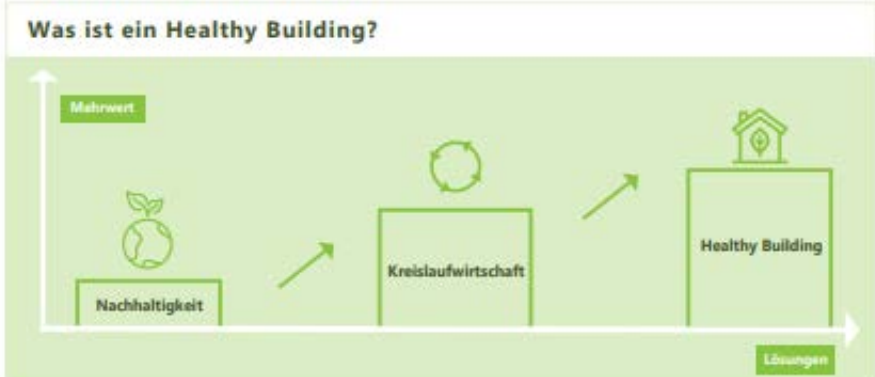 Was ist ein Healthy Building?
Mehrwert
Healthy Building
Kreislaufwirtschaft
Nachhaltigkeit
Lösungen